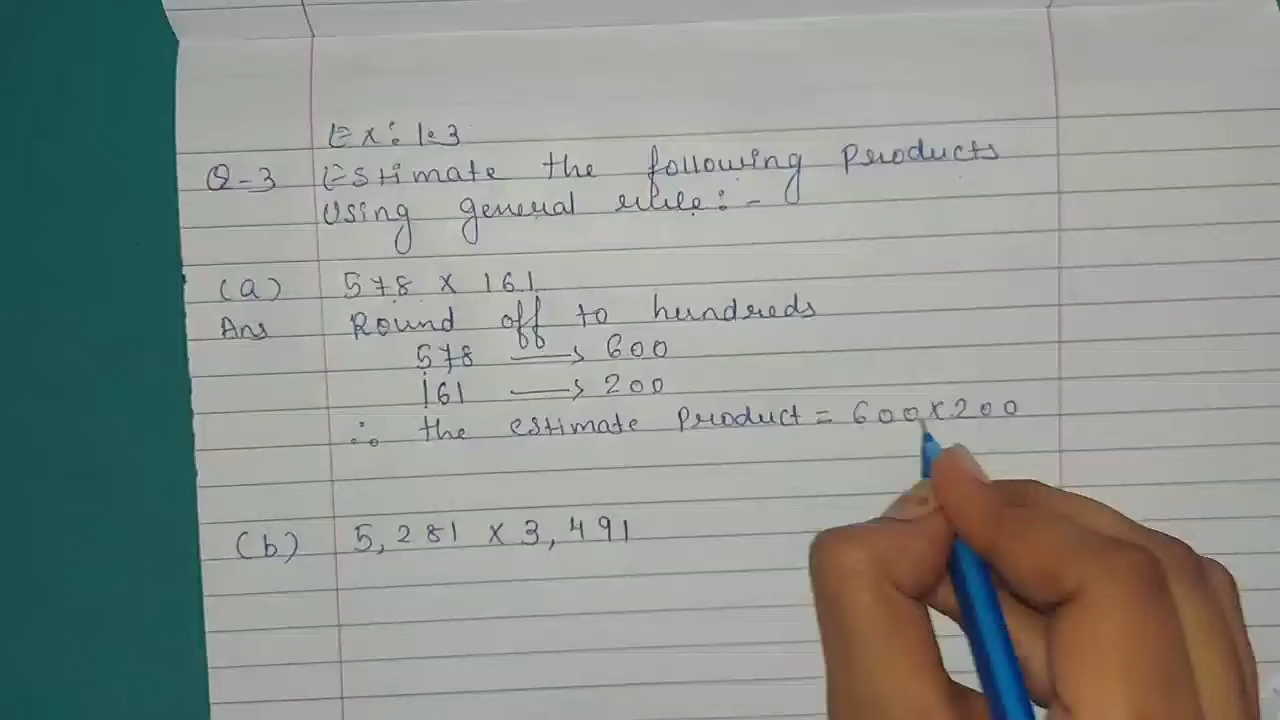 Ex: 1.3
Q-3 Estimate the following Products
Using general rule:-
(a) 578 x 161
Ans Round off to hundreds
578 → 600
161 → 200
∴ the estimate Product = 600x200
(b) 5,281 x 3,491